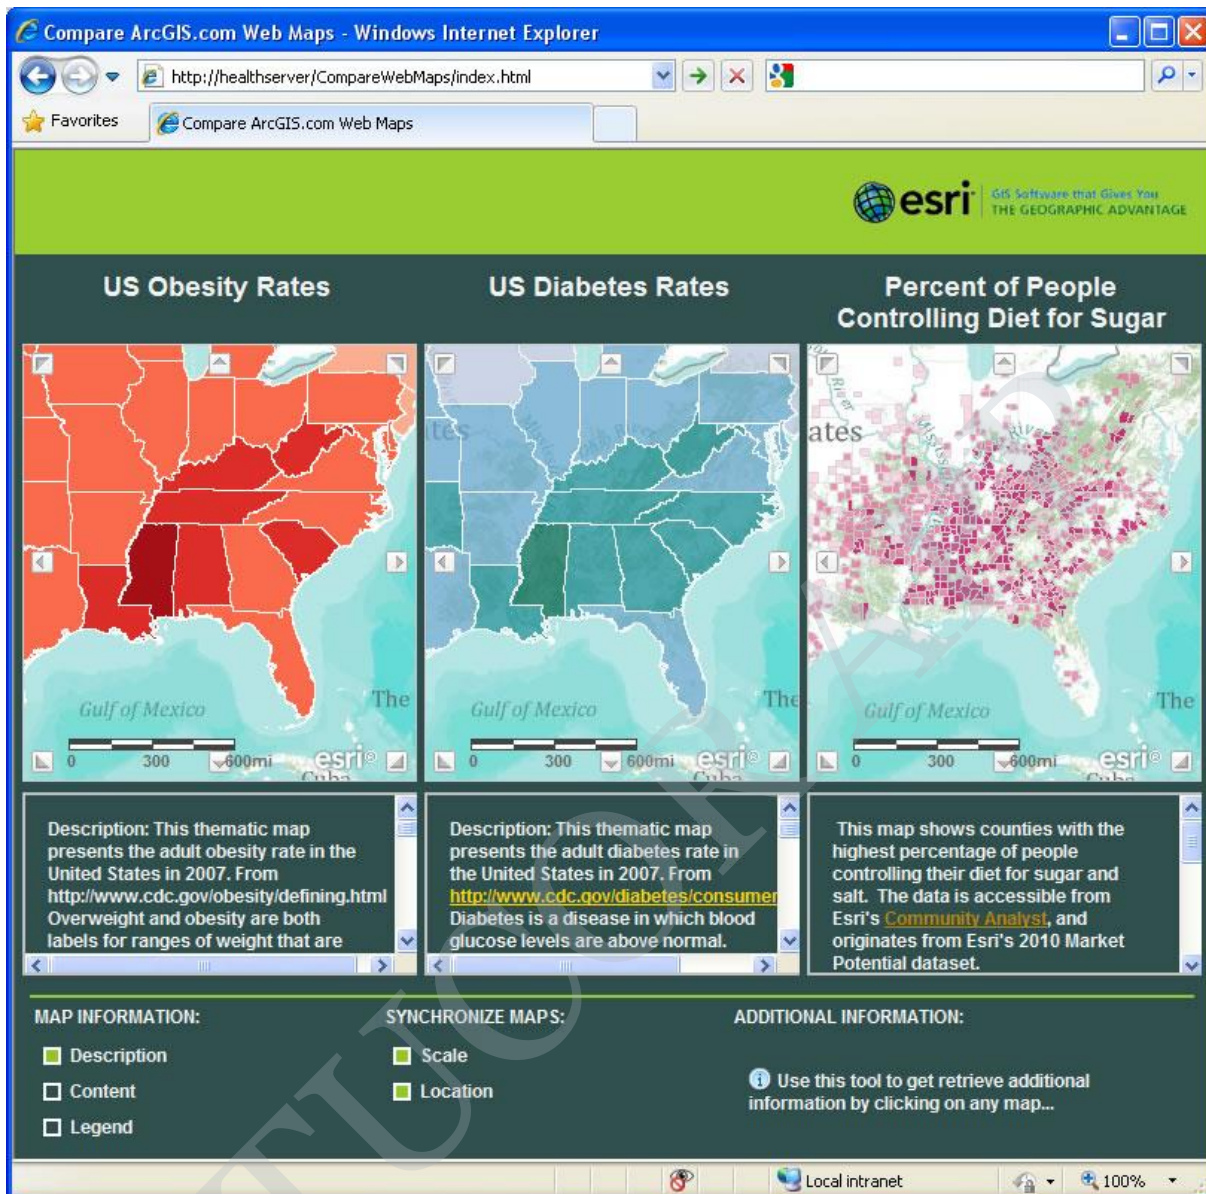 Compare ArcGIS.com Web Maps - Windows Internet Explorer
http://healthserver/CompareWebMaps/index.html
Favorites
Compare ArcGIS.com Web Maps
esri
GIS Software that Gives You
THE GEOGRAPHIC ADVANTAGE
US Obesity Rates
US Diabetes Rates
Percent of People
Controlling Diet for Sugar
Gulf of Mexico
The
0 300 600mi
esri
Cuba
tes
Gulf of Mexico
The
0 300 600mi
esri
Cuba
River
ates
Mississippi
River
Gulf of Mexico
The
0 300 600mi
esri
Cuba
Description: This thematic map
presents the adult obesity rate in the
United States in 2007. From
http://www.cdc.gov/obesity/defining.html
Overweight and obesity are both
labels for ranges of weight that are
Description: This thematic map
presents the adult diabetes rate in
the United States in 2007. From
http://www.cdc.gov/diabetes/consumer
Diabetes is a disease in which blood
glucose levels are above normal.
This map shows counties with the
highest percentage of people
controlling their diet for sugar and
salt. The data is accessible from
Esri's Community Analyst, and
originates from Esri's 2010 Market
Potential dataset.
MAP INFORMATION:
Description
Content
Legend
SYNCHRONIZE MAPS:
Scale
Location
ADDITIONAL INFORMATION:
Use this tool to get retrieve additional
information by clicking on any map...
Local intranet
100%